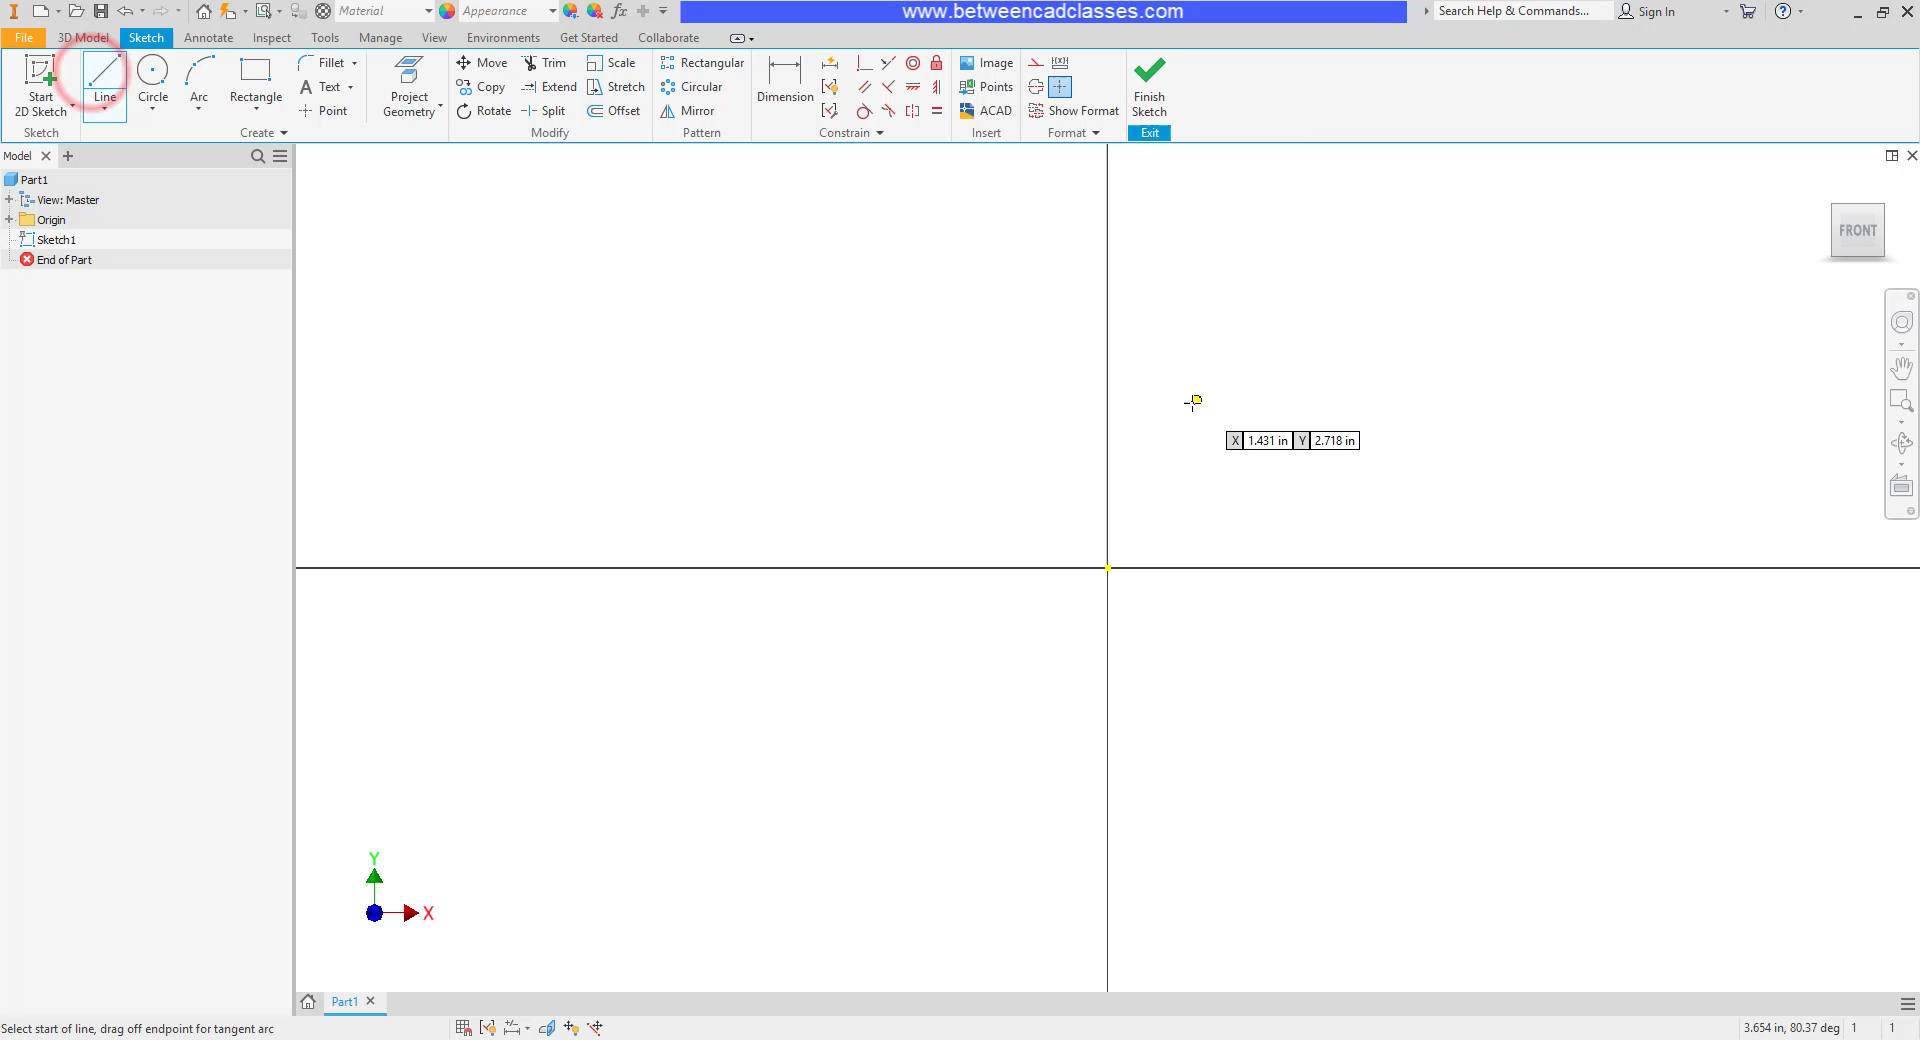 Material
Appearance
fx
www.betweencadclasses.com
Search Help & Commands...
Sign In
File 3D Model Sketch Annotate Inspect Tools Manage View Environments Get Started Collaborate
Start
2D Sketch
Line
Circle
Arc
Rectangle
Fillet
Text
Point
Project
Geometry
Move Trim Scale
Copy Extend Stretch
Rotate Split Offset
Rectangular
Circular
Mirror
Dimension
Image
Points
ACAD
Show Format
Finish
Sketch
Sketch Create Modify Pattern Constrain Insert Format Exit
Model
Part1
View: Master
Origin
Sketch1
End of Part
FRONT
X 1.431 in Y 2.718 in
Y
X
Part1
Select start of line, drag off endpoint for tangent arc
3.654 in, 80.37 deg 1 1